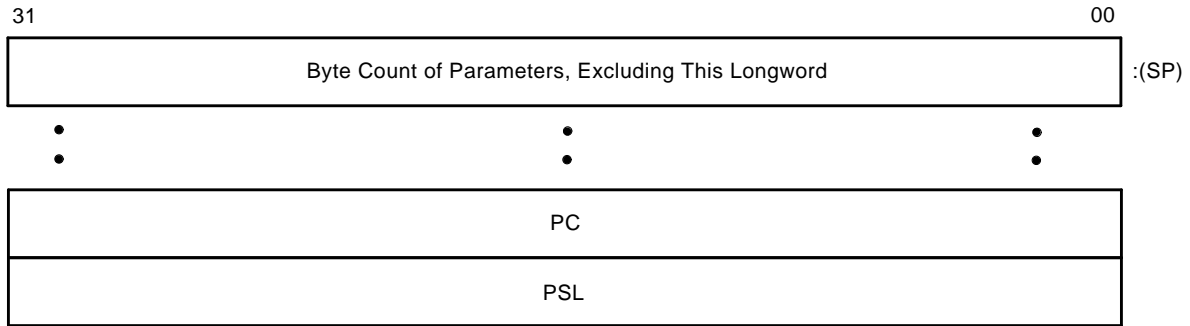 31 00
Byte Count of Parameters, Excluding This Longword :(SP)
PC
PSL